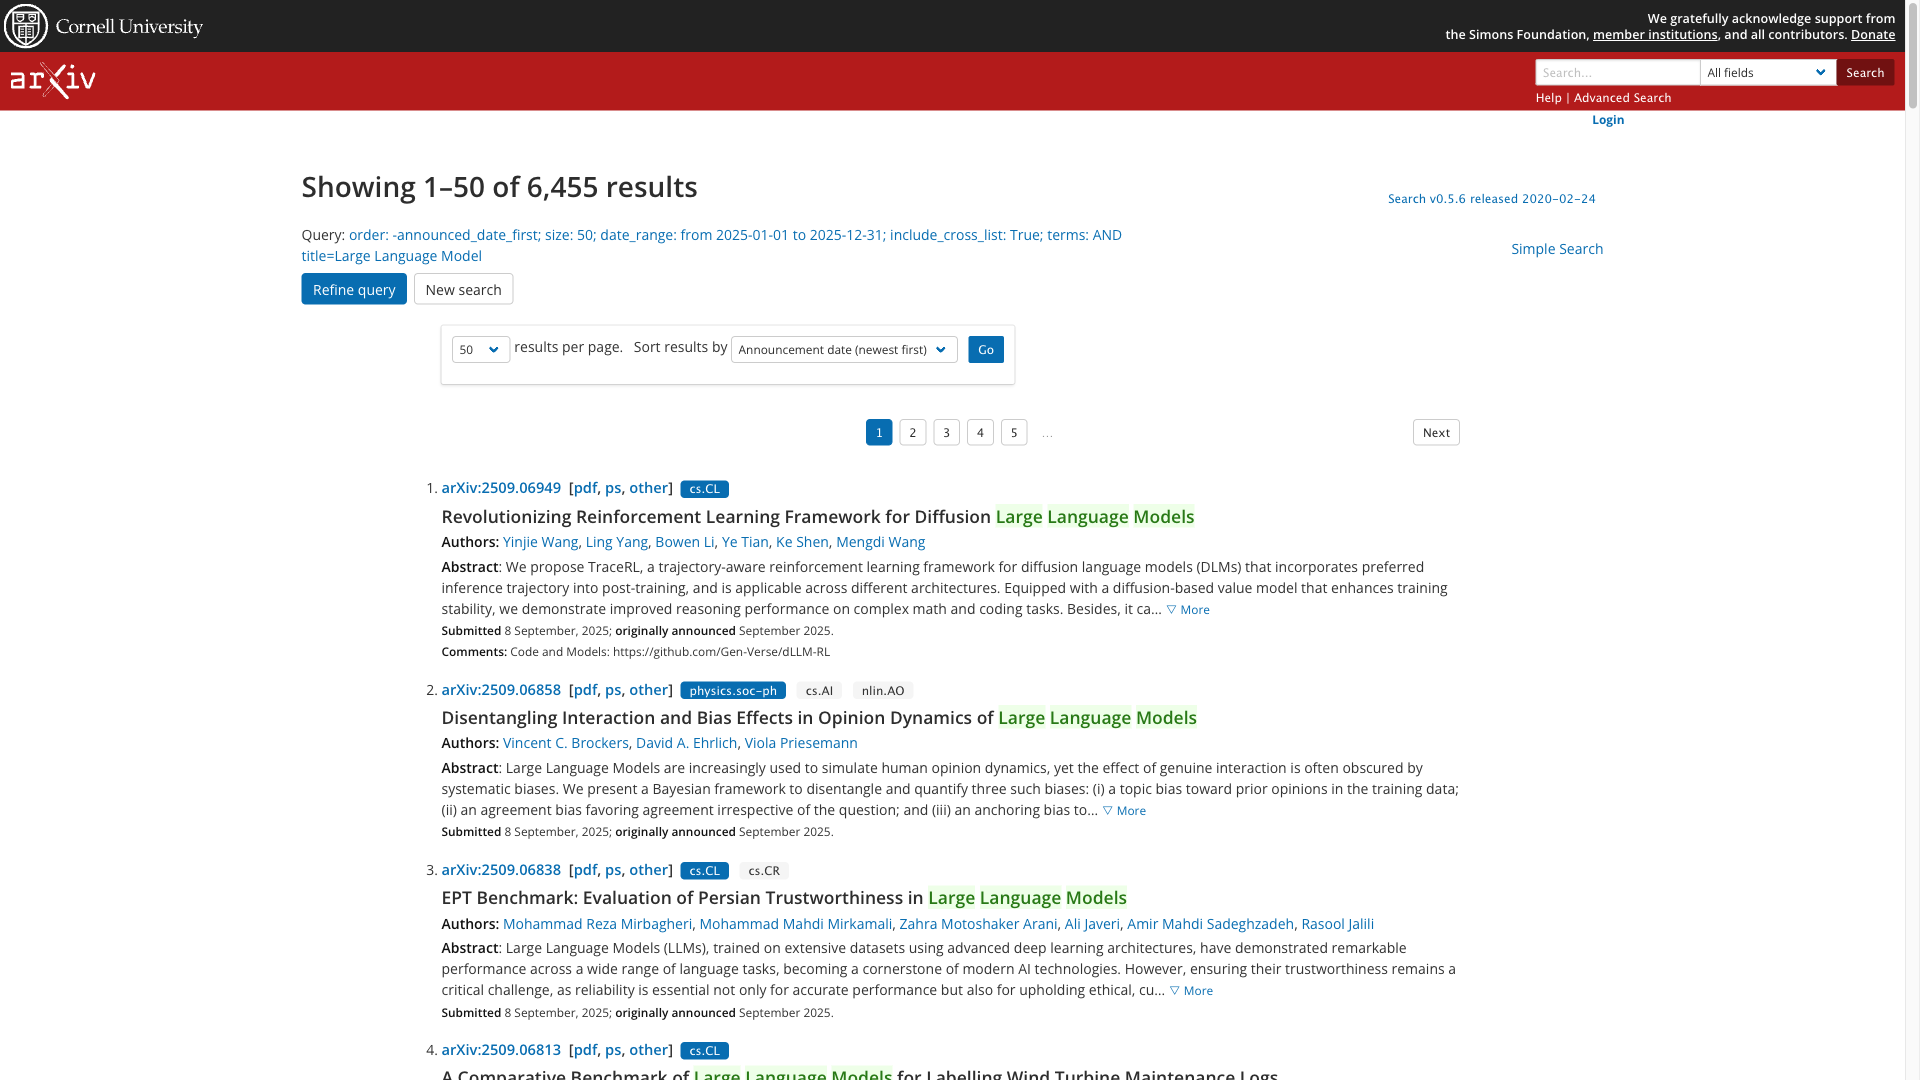 Cornell University
We gratefully acknowledge support from
the Simons Foundation, member institutions, and all contributors. Donate
arXiv
Search...
All fields
Search
Help | Advanced Search
Login
Showing 1–50 of 6,455 results
Search v0.5.6 released 2020-02-24
Query: order: -announced_date_first; size: 50; date_range: from 2025-01-01 to 2025-12-31; include_cross_list: True; terms: AND
title=Large Language Model
Simple Search
Refine query New search
50 results per page. Sort results by Announcement date (newest first) Go
1 2 3 4 5 ... Next
1. arXiv:2509.06949 [pdf, ps, other] cs.CL
Revolutionizing Reinforcement Learning Framework for Diffusion Large Language Models
Authors: Yinjie Wang, Ling Yang, Bowen Li, Ye Tian, Ke Shen, Mengdi Wang
Abstract: We propose TraceRL, a trajectory-aware reinforcement learning framework for diffusion language models (DLMs) that incorporates preferred
inference trajectory into post-training, and is applicable across different architectures. Equipped with a diffusion-based value model that enhances training
stability, we demonstrate improved reasoning performance on complex math and coding tasks. Besides, it ca... ▽ More
Submitted 8 September, 2025; originally announced September 2025.
Comments: Code and Models: https://github.com/Gen-Verse/dLLM-RL
2. arXiv:2509.06858 [pdf, ps, other] physics.soc-ph cs.AI nlin.AO
Disentangling Interaction and Bias Effects in Opinion Dynamics of Large Language Models
Authors: Vincent C. Brockers, David A. Ehrlich, Viola Priesemann
Abstract: Large Language Models are increasingly used to simulate human opinion dynamics, yet the effect of genuine interaction is often obscured by
systematic biases. We present a Bayesian framework to disentangle and quantify three such biases: (i) a topic bias toward prior opinions in the training data;
(ii) an agreement bias favoring agreement irrespective of the question; and (iii) an anchoring bias to... ▽ More
Submitted 8 September, 2025; originally announced September 2025.
3. arXiv:2509.06838 [pdf, ps, other] cs.CL cs.CR
EPT Benchmark: Evaluation of Persian Trustworthiness in Large Language Models
Authors: Mohammad Reza Mirbagheri, Mohammad Mahdi Mirkamali, Zahra Motoshaker Arani, Ali Javeri, Amir Mahdi Sadeghzadeh, Rasool Jalili
Abstract: Large Language Models (LLMs), trained on extensive datasets using advanced deep learning architectures, have demonstrated remarkable
performance across a wide range of language tasks, becoming a cornerstone of modern AI technologies. However, ensuring their trustworthiness remains a
critical challenge, as reliability is essential not only for accurate performance but also for upholding ethical, cu... ▽ More
Submitted 8 September, 2025; originally announced September 2025.
4. arXiv:2509.06813 [pdf, ps, other] cs.CL
A Comparative Benchmark of Large Language Models for Labelling Wind Turbine Maintenance Logs